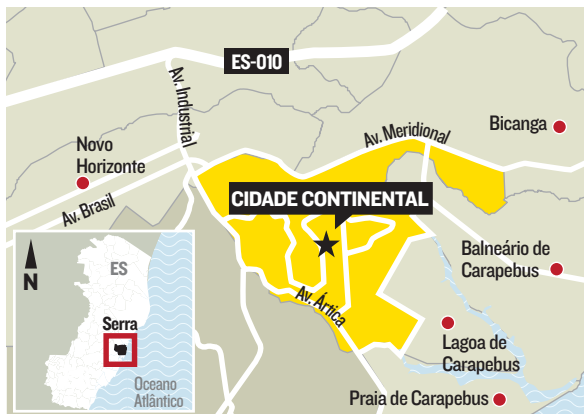 ES-010
Av. Industrial
Av. Meridional
Bicanga
Novo
Horizonte
Av. Brasil
CIDADE CONTINENTAL
Balneário de
Carapebus
Av. Ártica
Lagoa de
Carapebus
Praia de Carapebus
N
ES
Serra
Oceano
Atlântico